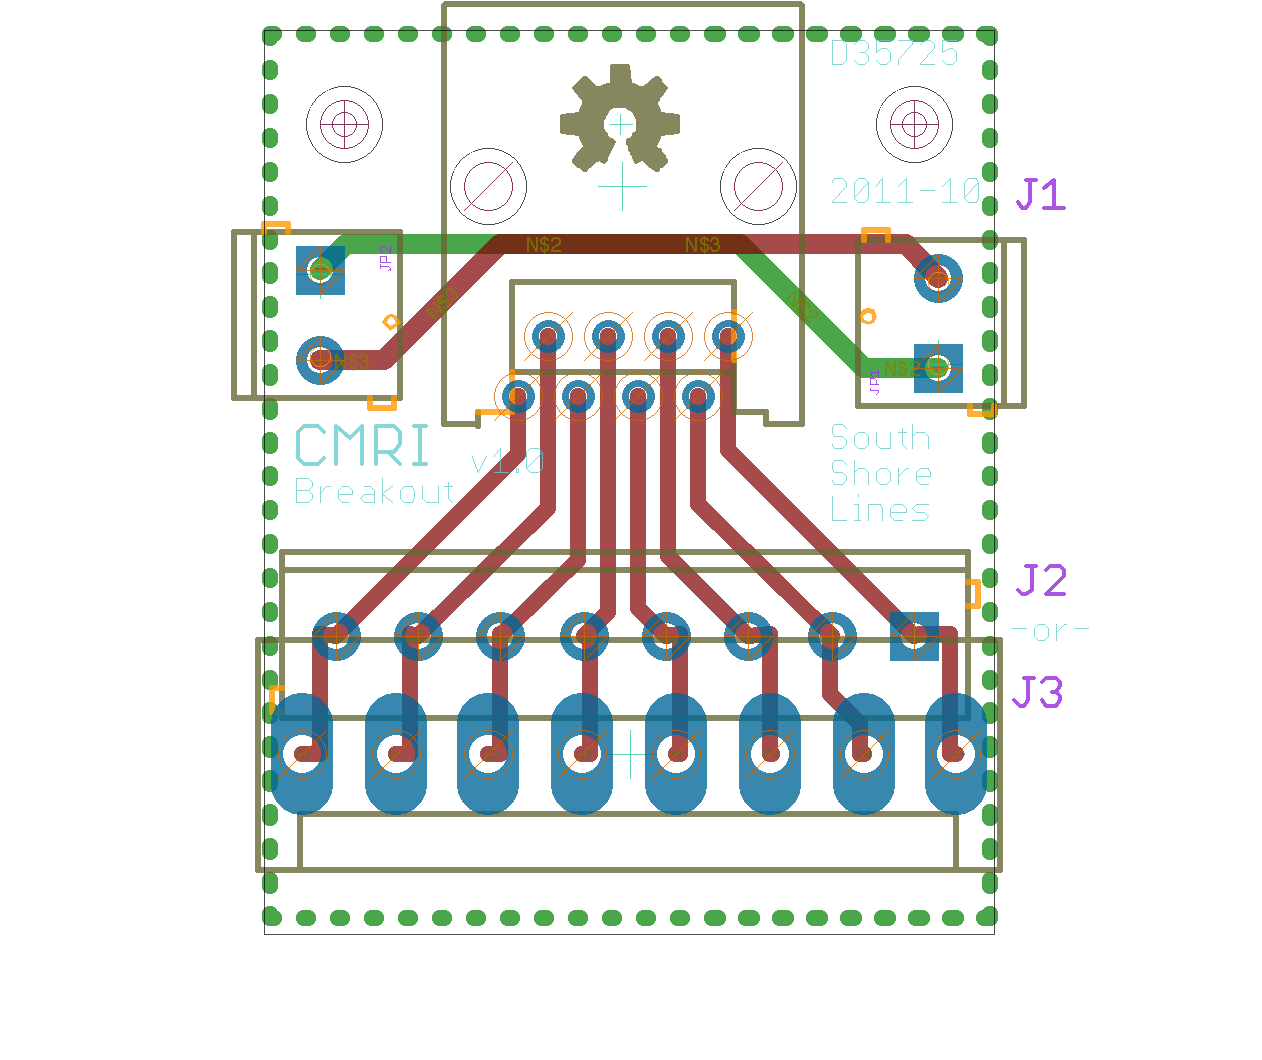 D35725
2011-10
J1
N$2
N$3
JP2
N$3
N$2
N$3
N$2
JP1
CMRI
Breakout
v1.0
South
Shore
Lines
J2
-or-
J3